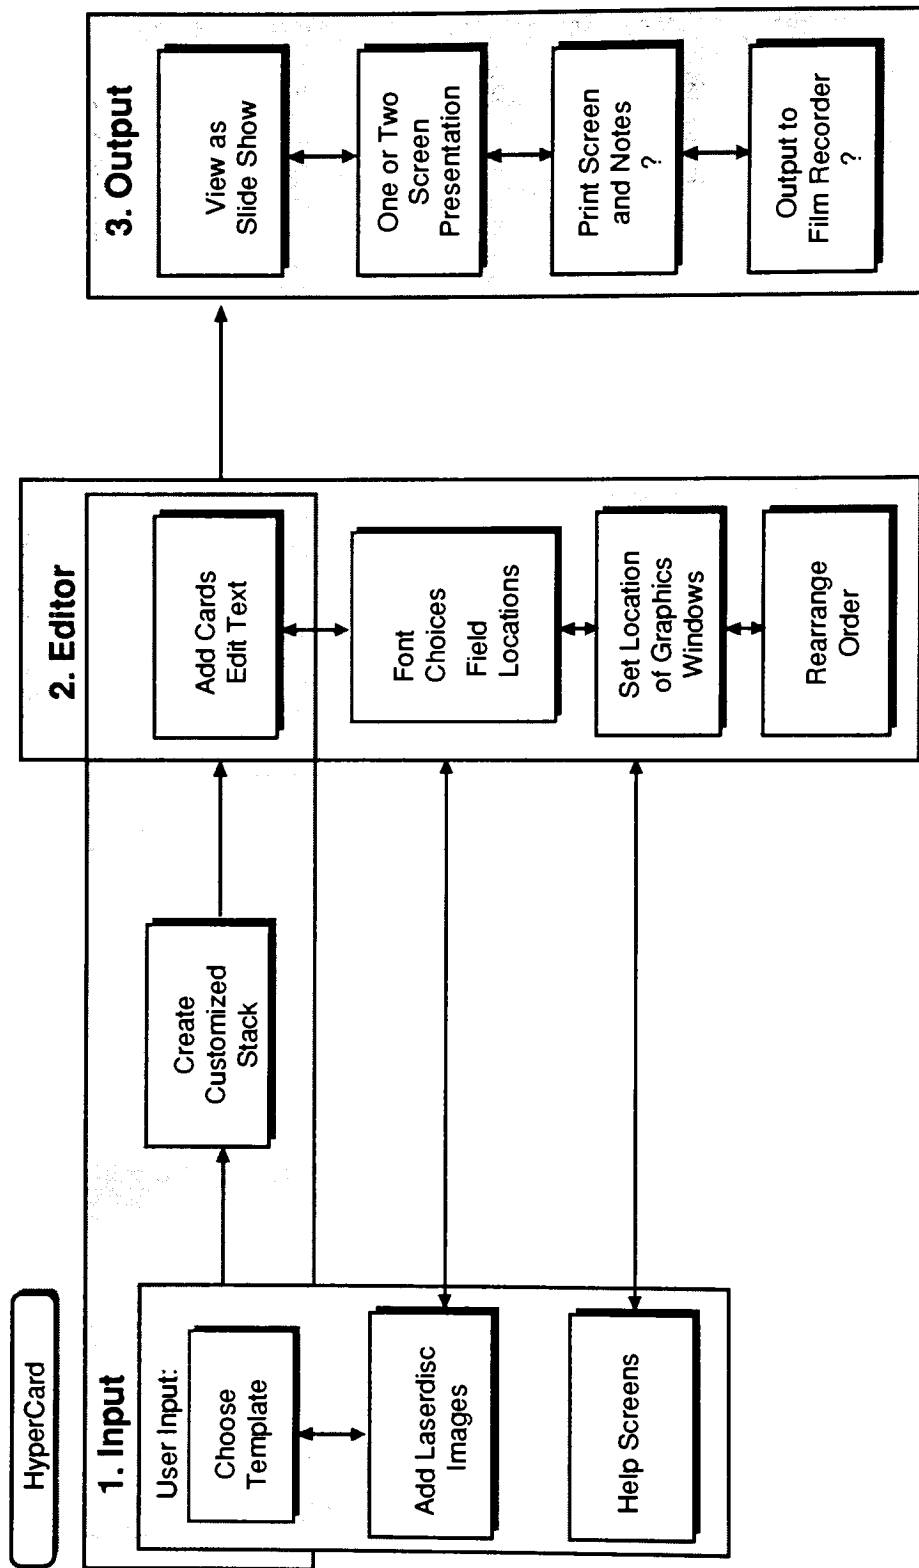 HyperCard
1. Input
User Input:
Choose
Template
Add Laserdisc
Images
Help Screens
Create
Customized
Stack
2. Editor
Add Cards
Edit Text
Font
Choices
Field
Locations
Set Location
of Graphics
Windows
Rearrange
Order
3. Output
View as
Slide Show
One or Two
Screen
Presentation
Print Screen
and Notes
?
Output to
Film Recorder
?